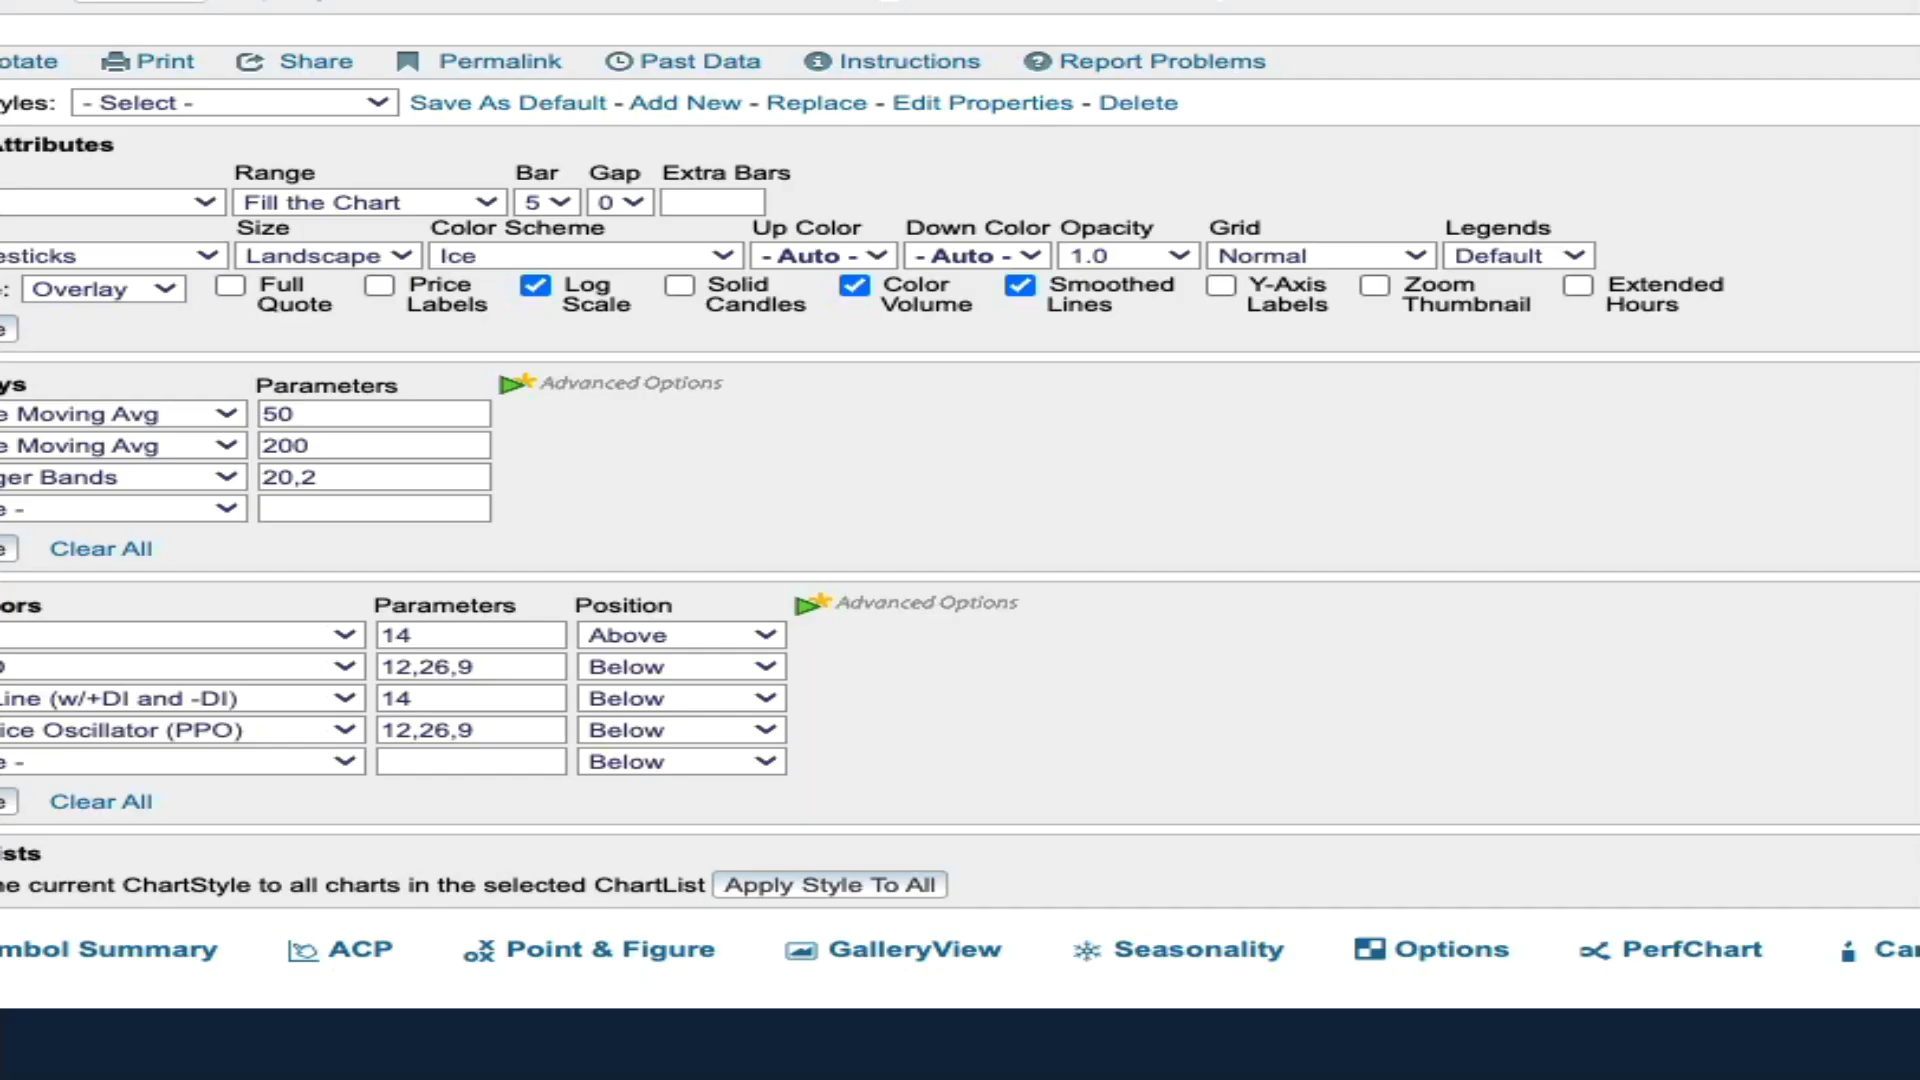 otate Print Share Permalink Past Data Instructions Report Problems
yles: - Select - Save As Default - Add New - Replace - Edit Properties - Delete
Attributes
Range Bar Gap Extra Bars
Fill the Chart 5 0
Size Color Scheme Up Color Down Color Opacity Grid Legends
esticks Landscape Ice - Auto - - Auto - 1.0 Normal Default
: Overlay Full Quote Price Labels Log Scale Solid Candles Color Volume Smoothed Lines Y-Axis Labels Zoom Thumbnail Extended Hours
e
ys Parameters Advanced Options
e Moving Avg 50
e Moving Avg 200
ger Bands 20,2
e -
e Clear All
ors Parameters Position Advanced Options
14 Above
D 12,26,9 Below
Line (w/+DI and -DI) 14 Below
ice Oscillator (PPO) 12,26,9 Below
e - Below
e Clear All
ists
he current ChartStyle to all charts in the selected ChartList Apply Style To All
mbol Summary ACP Point & Figure GalleryView Seasonality Options PerfChart Car